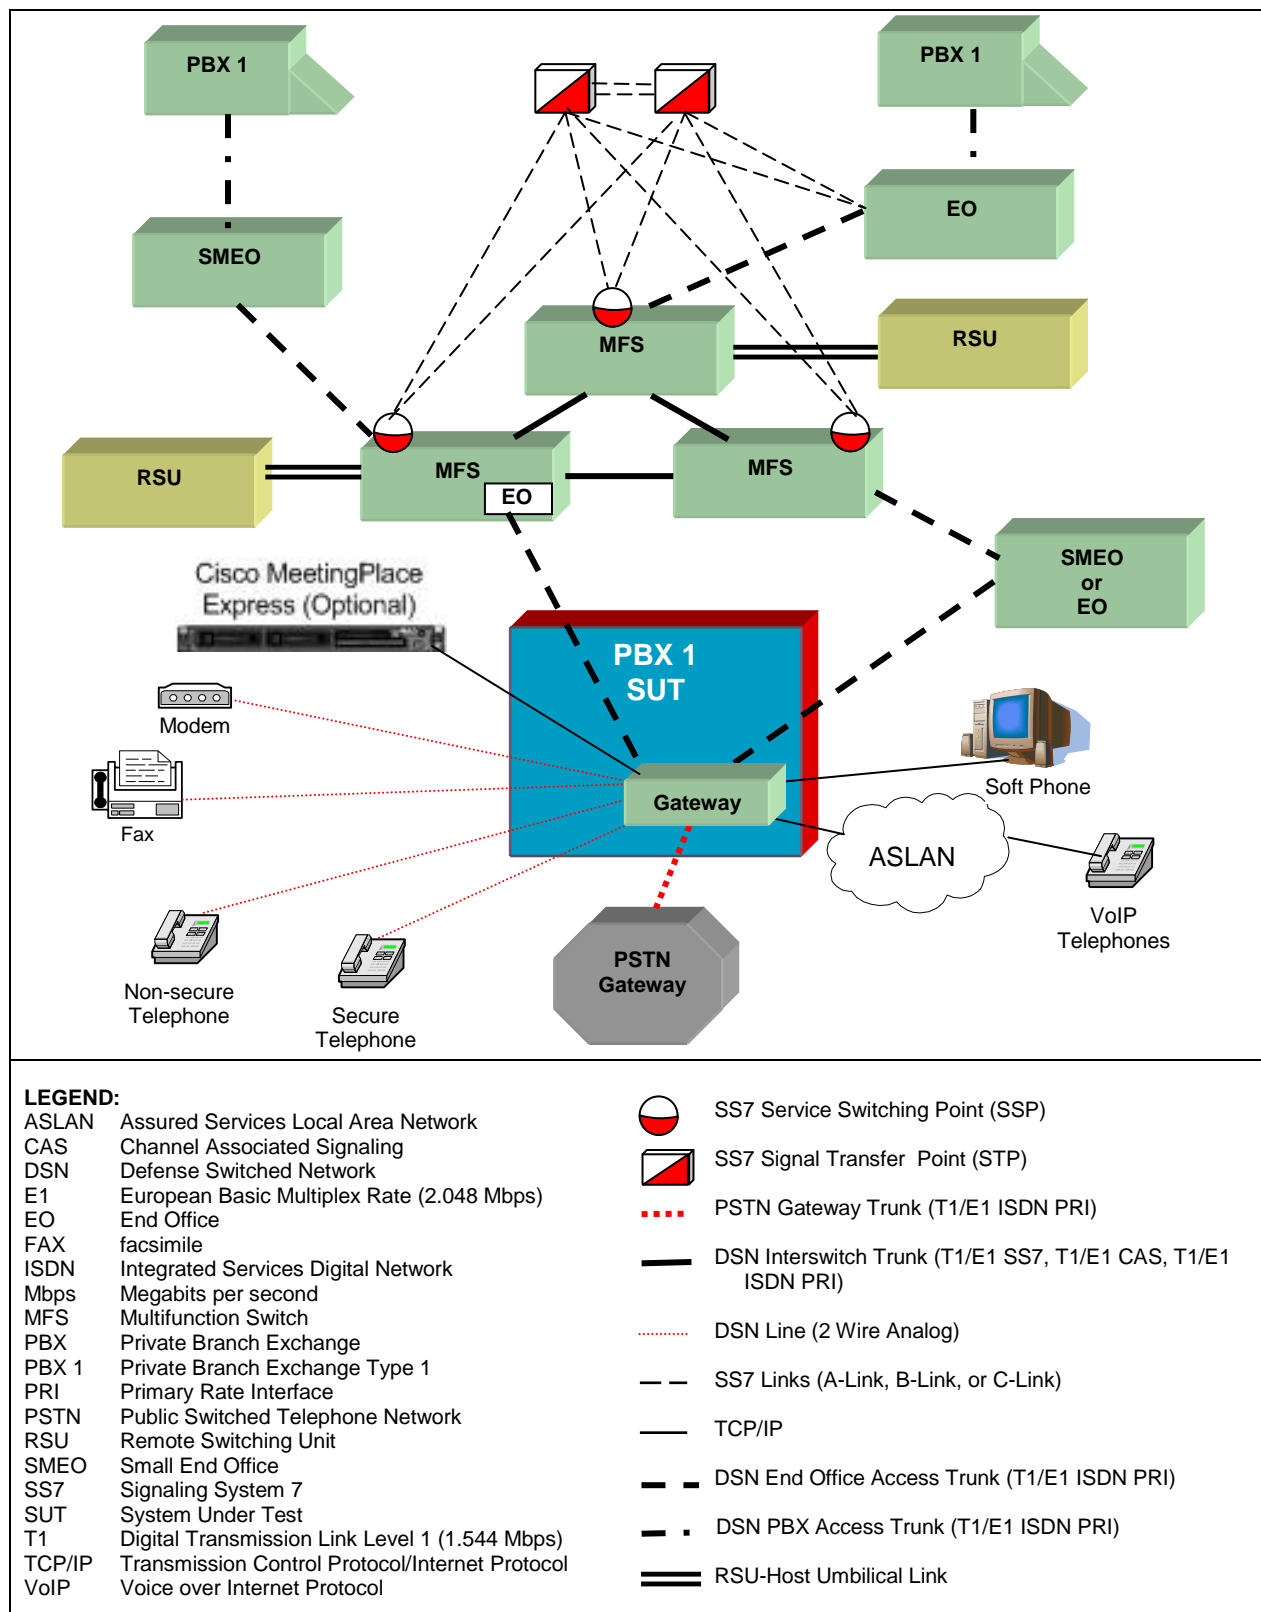 PBX 1
PBX 1
EO
SMEO
MFS
RSU
MFS
EO
MFS
RSU
SMEO
or
EO
Cisco MeetingPlace
Express (Optional)
PBX 1
SUT
Modem
Fax
Gateway
Soft Phone
ASLAN
VoIP
Telephones
Non-secure
Telephone
Secure
Telephone
PSTN
Gateway
LEGEND:
ASLAN Assured Services Local Area Network
CAS Channel Associated Signaling
DSN Defense Switched Network
E1 European Basic Multiplex Rate (2.048 Mbps)
EO End Office
FAX facsimile
ISDN Integrated Services Digital Network
Mbps Megabits per second
MFS Multifunction Switch
PBX Private Branch Exchange
PBX 1 Private Branch Exchange Type 1
PRI Primary Rate Interface
PSTN Public Switched Telephone Network
RSU Remote Switching Unit
SMEO Small End Office
SS7 Signaling System 7
SUT System Under Test
T1 Digital Transmission Link Level 1 (1.544 Mbps)
TCP/IP Transmission Control Protocol/Internet Protocol
VoIP Voice over Internet Protocol
SS7 Service Switching Point (SSP)
SS7 Signal Transfer Point (STP)
PSTN Gateway Trunk (T1/E1 ISDN PRI)
DSN Interswitch Trunk (T1/E1 SS7, T1/E1 CAS, T1/E1
ISDN PRI)
DSN Line (2 Wire Analog)
SS7 Links (A-Link, B-Link, or C-Link)
TCP/IP
DSN End Office Access Trunk (T1/E1 ISDN PRI)
DSN PBX Access Trunk (T1/E1 ISDN PRI)
RSU-Host Umbilical Link